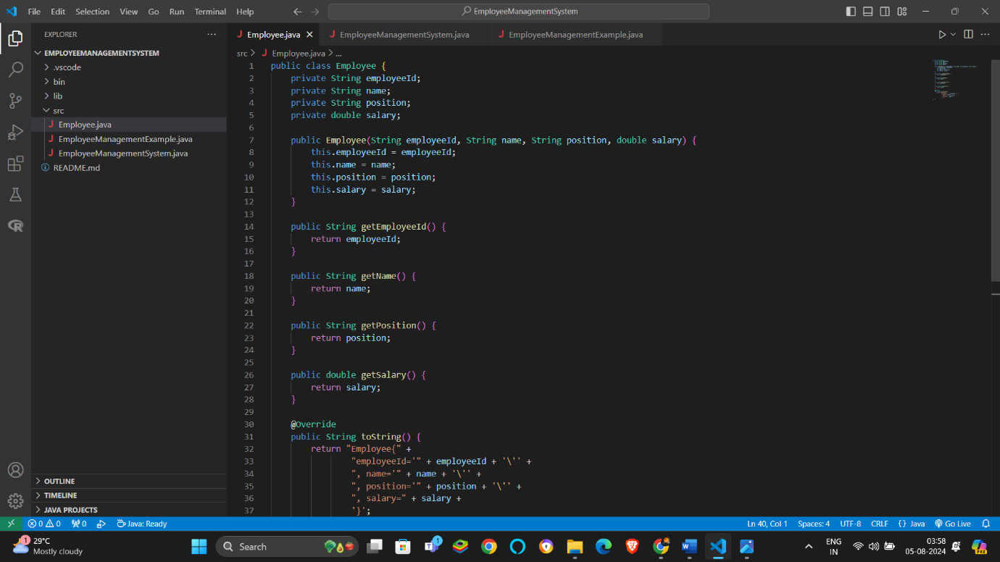 File Edit Selection View Go Run Terminal Help
EmployeeManagementSystem
EXPLORER
EMPLOYEEMANAGEMENTSYSTEM
.vscode
bin
lib
src
Employee.java
EmployeeManagementExample.java
EmployeeManagementSystem.java
README.md
OUTLINE
TIMELINE
JAVA PROJECTS
Employee.java EmployeeManagementSystem.java EmployeeManagementExample.java
src > Employee.java > ...
1 public class Employee {
2 private String employeeId;
3 private String name;
4 private String position;
5 private double salary;
6
7 public Employee(String employeeId, String name, String position, double salary) {
8 this.employeeId = employeeId;
9 this.name = name;
10 this.position = position;
11 this.salary = salary;
12 }
13
14 public String getEmployeeId() {
15 return employeeId;
16 }
17
18 public String getName() {
19 return name;
20 }
21
22 public String getPosition() {
23 return position;
24 }
25
26 public double getSalary() {
27 return salary;
28 }
29
30 @Override
31 public String toString() {
32 return "Employee{" +
33 "employeeId='" + employeeId + '\'' +
34 ", name='" + name + '\'' +
35 ", position='" + position + '\'' +
36 ", salary=" + salary +
37 '}';
0 0 0 Java: Ready
Ln 40, Col 1 Spaces: 4 UTF-8 CRLF {} Java Go Live
1
29°C
Mostly cloudy
Search
1
ENG
IN
03:58
05-08-2024
PRE